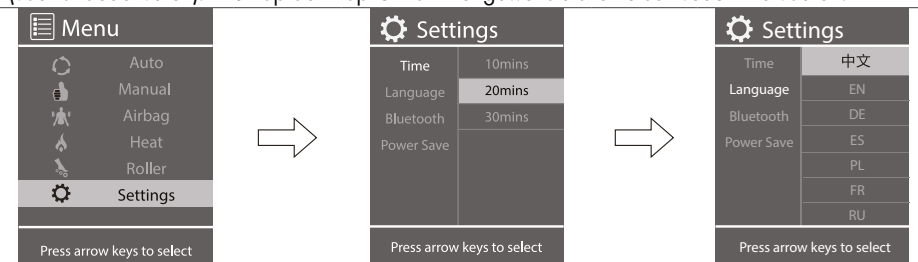 Menu
Auto
Manual
Airbag
Heat
Roller
Settings
Press arrow keys to select
Settings
Time
Language
Bluetooth
Power Save
10mins
20mins
30mins
Press arrow keys to select
Settings
Time
Language
Bluetooth
Power Save
中文
EN
DE
ES
PL
FR
RU
Press arrow keys to select